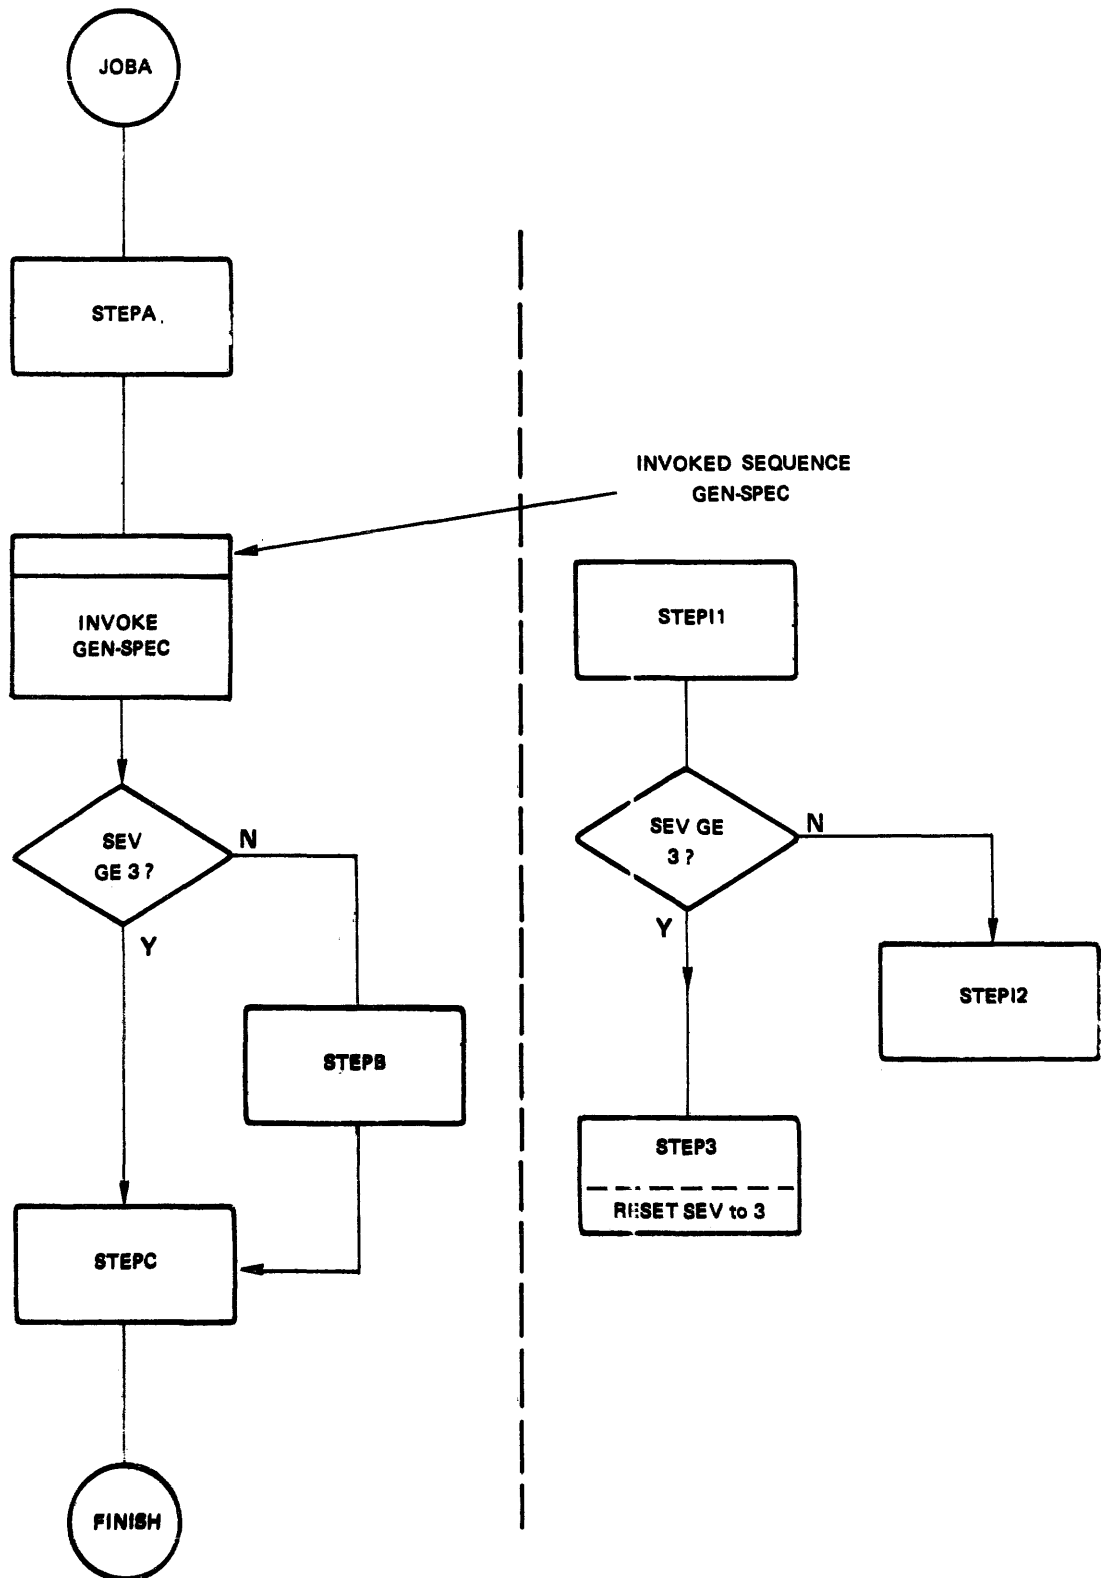 JOBA
STEPA
INVOKED SEQUENCE
GEN-SPEC
INVOKE
GEN-SPEC
SEV
GE 3 ?
N
Y
STEPB
STEPC
FINISH
STEPI1
SEV GE
3 ?
N
Y
STEPI2
STEP3
RESET SEV to 3